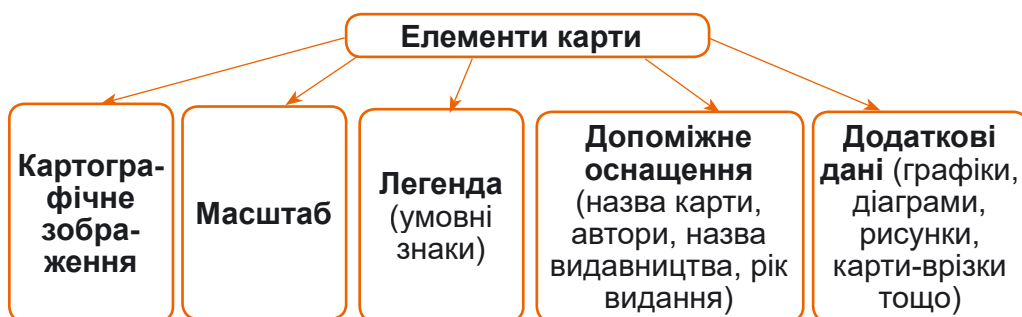 Елементи карти
Картогра-
фічне
зобра-
ження
Масштаб
Легенда
(умовні
знаки)
Допоміжне
оснащення
(назва карти,
автори, назва
видавництва, рік
видання)
Додаткові
дані (графіки,
діаграми,
рисунки,
карти-врізки
тощо)